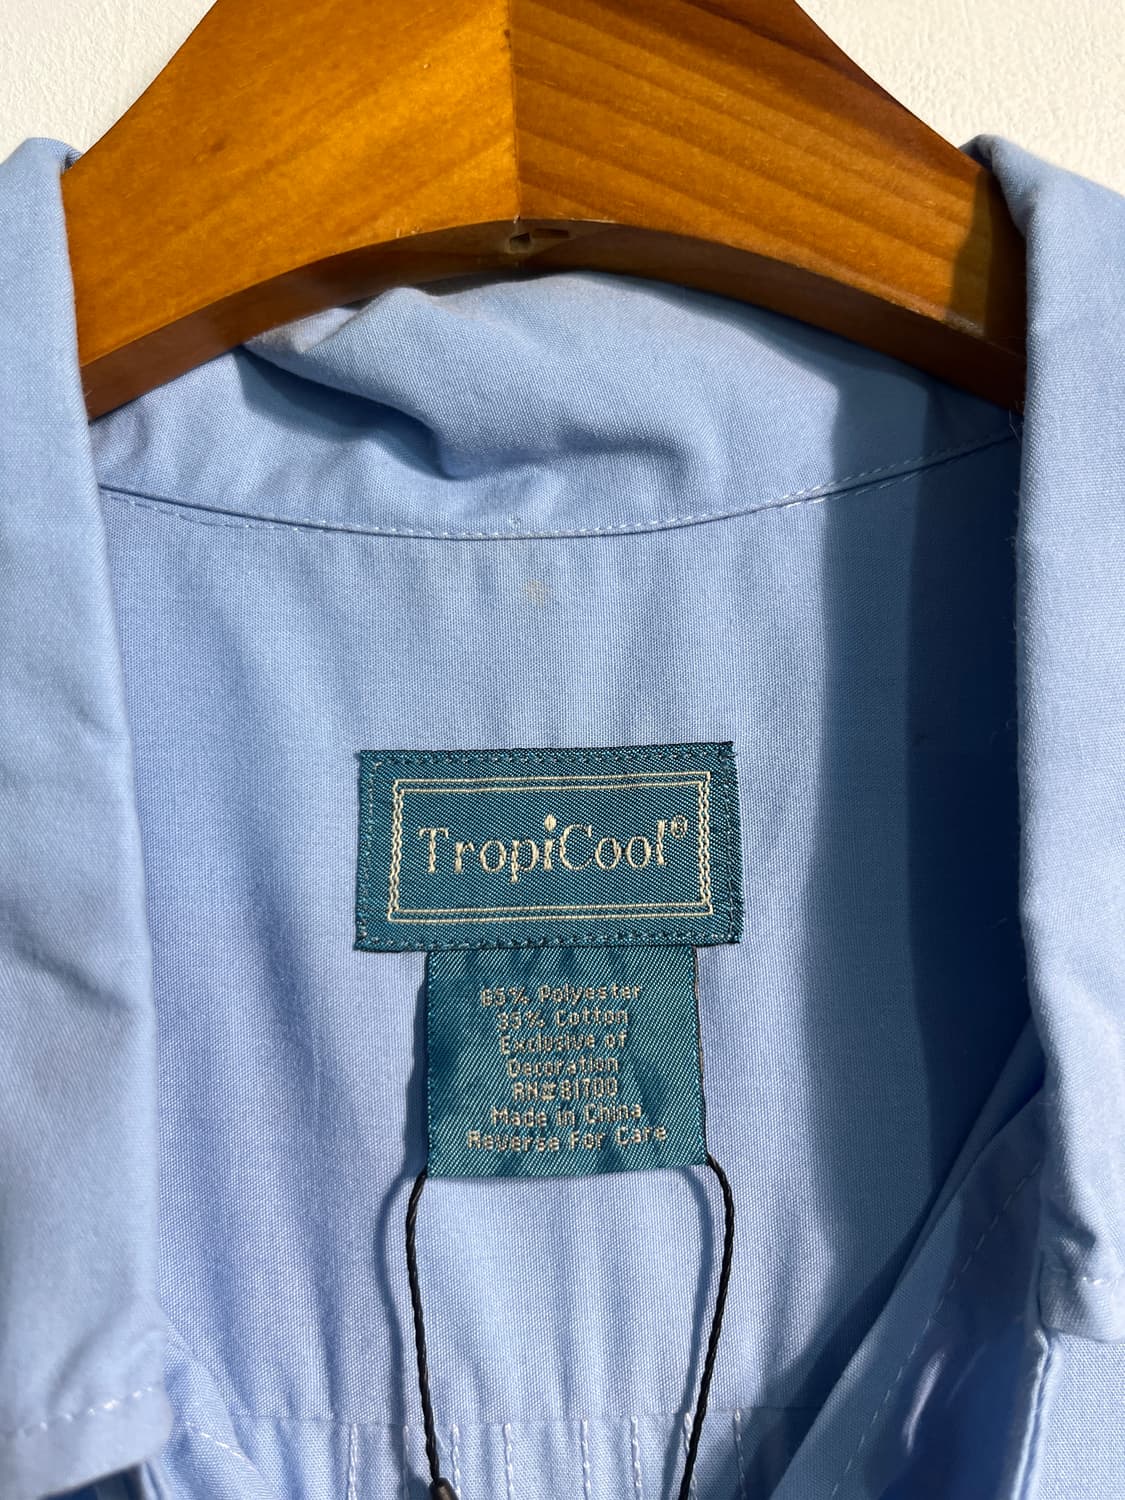 TropiCool®
65% Polyester
35% Cotton
Exclusive of
Decoration
RN# 81700
Made in China
Reverse For Care